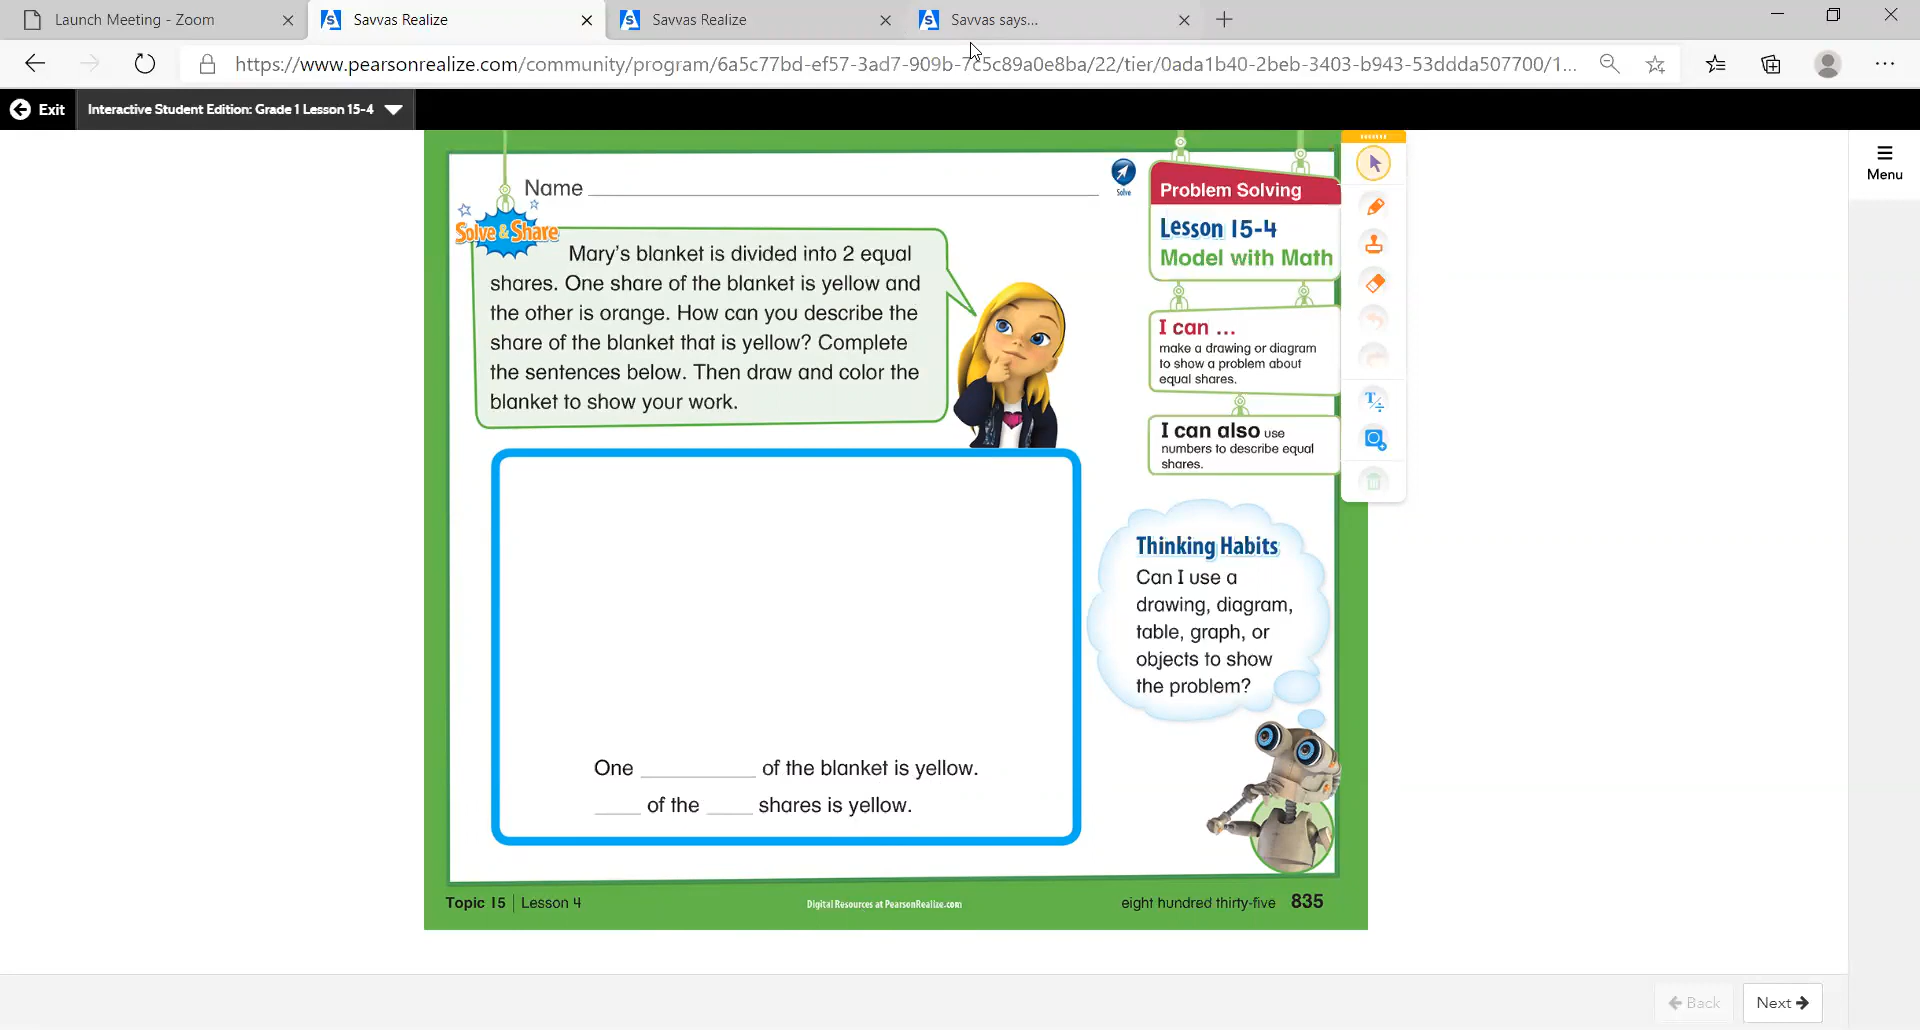 Launch Meeting - Zoom
Savvas Realize
Savvas Realize
Savvas says...
https://www.pearsonrealize.com/community/program/6a5c77bd-ef57-3ad7-909b-7c5c89a0e8ba/22/tier/0ada1b40-2beb-3403-b943-53ddda507700/1...
Exit
Interactive Student Edition: Grade 1 Lesson 15-4
Menu
Name
Solve
Solve & Share
Mary's blanket is divided into 2 equal
shares. One share of the blanket is yellow and
the other is orange. How can you describe the
share of the blanket that is yellow? Complete
the sentences below. Then draw and color the
blanket to show your work.
Problem Solving
Lesson 15-4
Model with Math
I can ...
make a drawing or diagram
to show a problem about
equal shares.
I can also use
numbers to describe equal
shares.
Thinking Habits
Can I use a
drawing, diagram,
table, graph, or
objects to show
the problem?
One __________ of the blanket is yellow.
____ of the ____ shares is yellow.
Topic 15 | Lesson 4
Digital Resources at PearsonRealize.com
eight hundred thirty-five 835
Back
Next